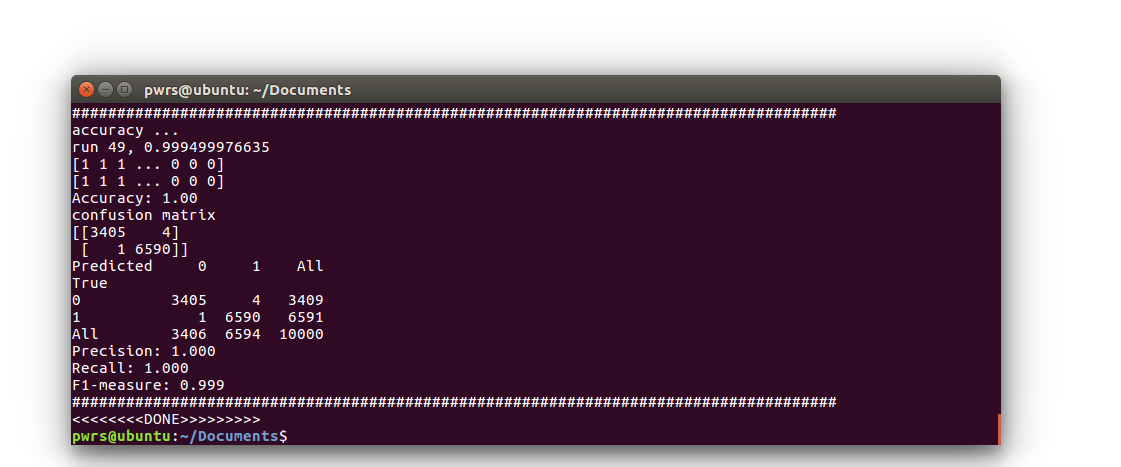 pwrs@ubuntu: ~/Documents
#####################################################################################
accuracy ...
run 49, 0.999499976635
[1 1 1 ... 0 0 0]
[1 1 1 ... 0 0 0]
Accuracy: 1.00
confusion matrix
[[3405    4]
 [   1 6590]]
Predicted     0     1    All
True
0          3405     4   3409
1             1  6590   6591
All        3406  6594  10000
Precision: 1.000
Recall: 1.000
F1-measure: 0.999
#####################################################################################
<<<<<<<<DONE>>>>>>>>>
pwrs@ubuntu:~/Documents$